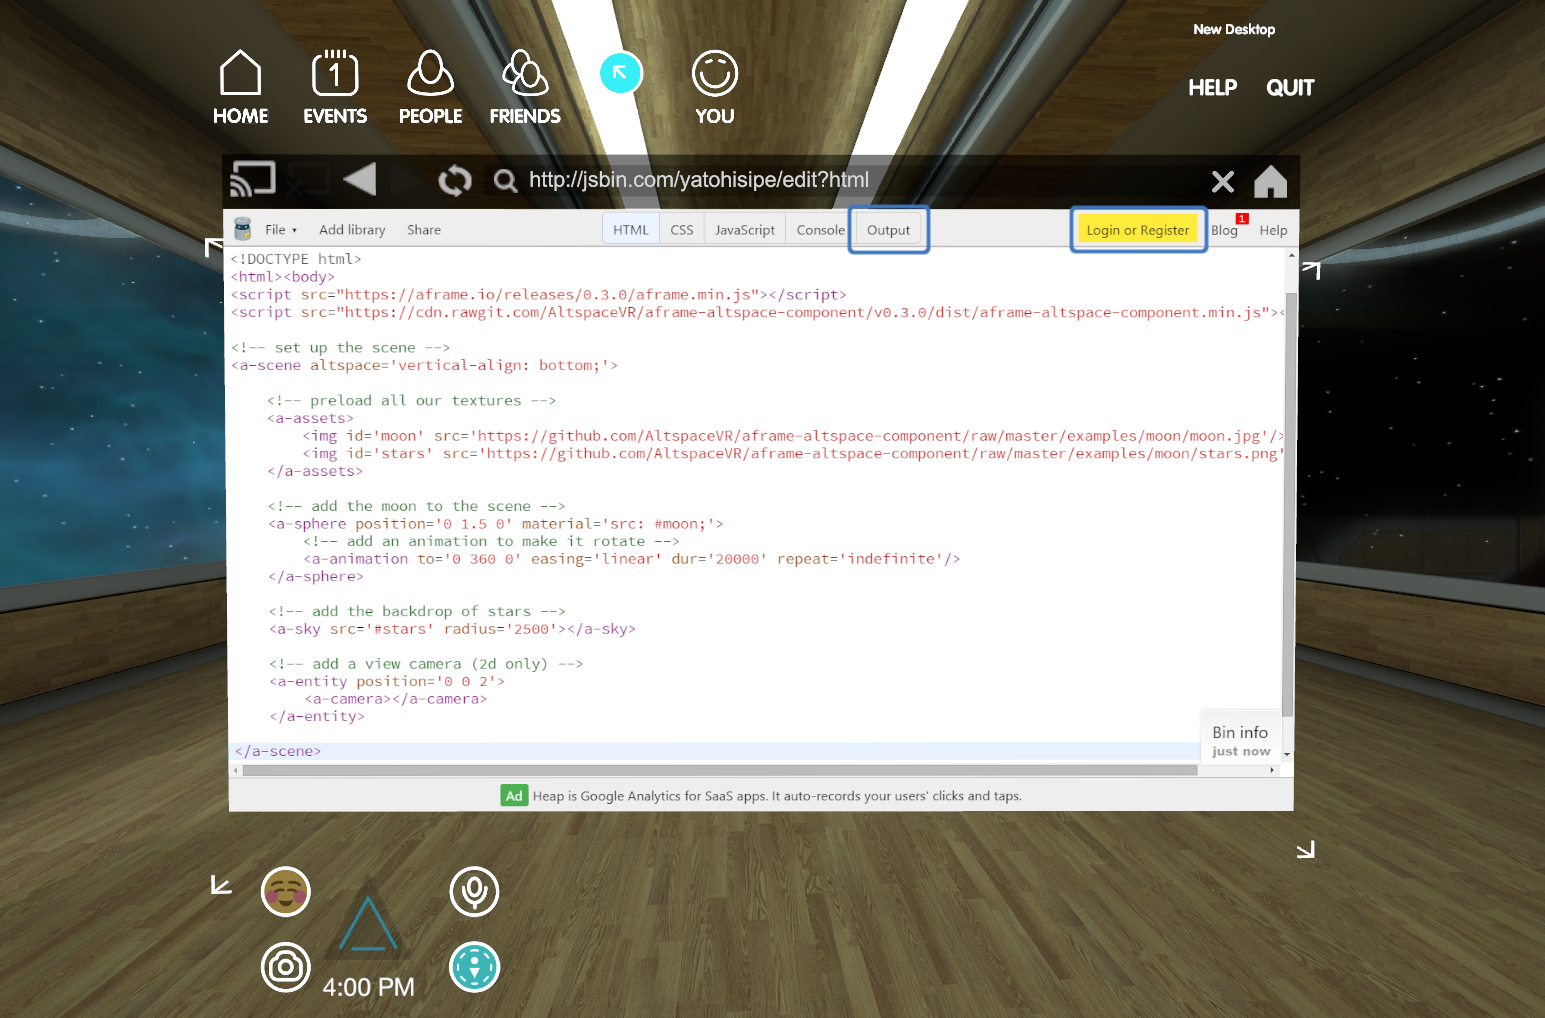 New Desktop
HOME
EVENTS
1
PEOPLE
FRIENDS
YOU
HELP
QUIT
http://jsbin.com/yatohisipe/edit?html
File
Add library
Share
HTML
CSS
JavaScript
Console
Output
Login or Register
Blog
1
Help
<!DOCTYPE html>
<html><body>
<script src="https://aframe.io/releases/0.3.0/aframe.min.js"></script>
<script src="https://cdn.rawgit.com/AltspaceVR/aframe-altspace-component/v0.3.0/dist/aframe-altspace-component.min.js"><
<!-- set up the scene -->
<a-scene altspace='vertical-align: bottom;'>
<!-- preload all our textures -->
<a-assets>
<img id='moon' src='https://github.com/AltspaceVR/aframe-altspace-component/raw/master/examples/moon/moon.jpg'/>
<img id='stars' src='https://github.com/AltspaceVR/aframe-altspace-component/raw/master/examples/moon/stars.png'
</a-assets>
<!-- add the moon to the scene -->
<a-sphere position='0 1.5 0' material='src: #moon;'>
<!-- add an animation to make it rotate -->
<a-animation to='0 360 0' easing='linear' dur='20000' repeat='indefinite'/>
</a-sphere>
<!-- add the backdrop of stars -->
<a-sky src='#stars' radius='2500'></a-sky>
<!-- add a view camera (2d only) -->
<a-entity position='0 0 2'>
<a-camera></a-camera>
</a-entity>
</a-scene>
Bin info
just now
Ad Heap is Google Analytics for SaaS apps. It auto-records your users' clicks and taps.
4:00 PM